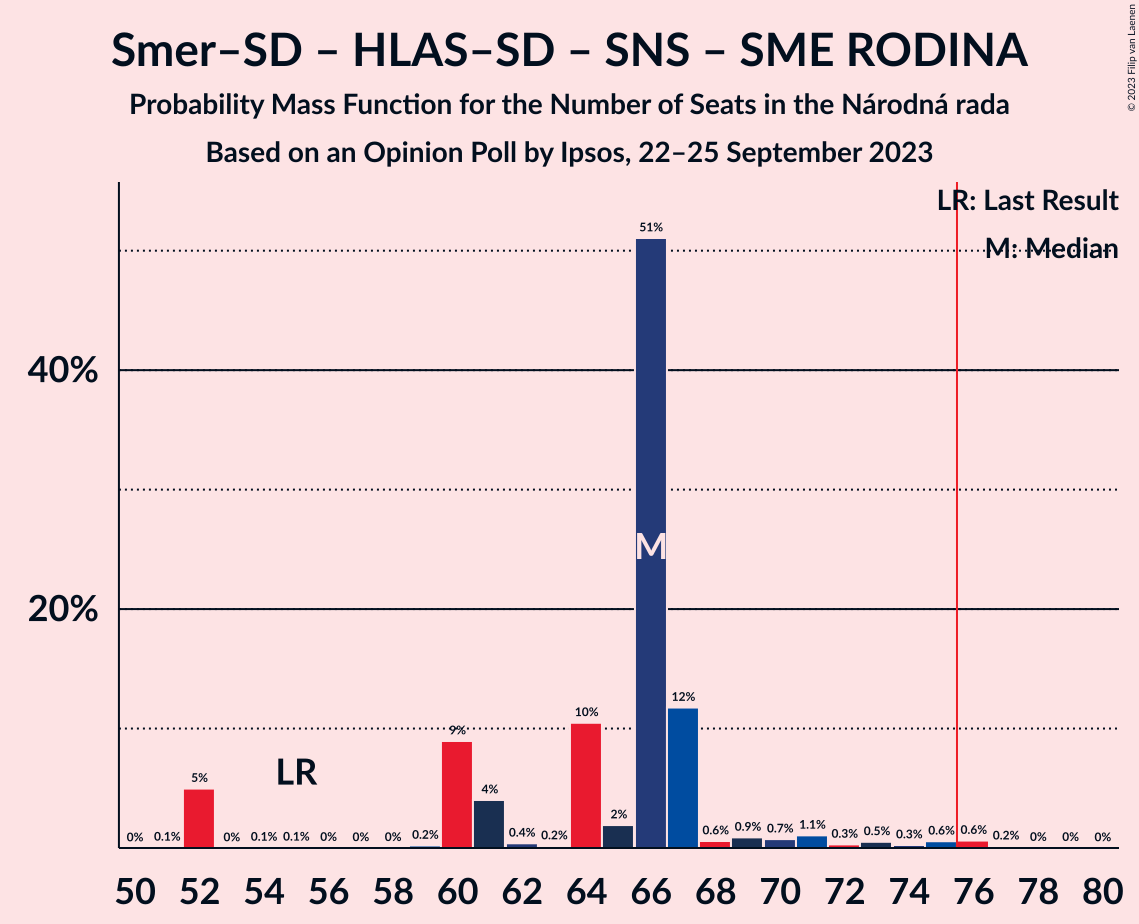 Smer–SD – HLAS–SD – SNS – SME RODINA
Probability Mass Function for the Number of Seats in the Národná rada
Based on an Opinion Poll by Ipsos, 22–25 September 2023
© 2023 Filip van Laenen
LR: Last Result
M: Median
51%
40%
M
20%
12%
10%
9%
5%
LR
4%
2%
0% 0.1% 0% 0.1% 0.1% 0% 0% 0% 0.2% 0.4% 0.2% 0.6% 0.9% 0.7% 1.1% 0.3% 0.5% 0.3% 0.6% 0.6% 0.2% 0% 0% 0%
50 52 54 56 58 60 62 64 66 68 70 72 74 76 78 80